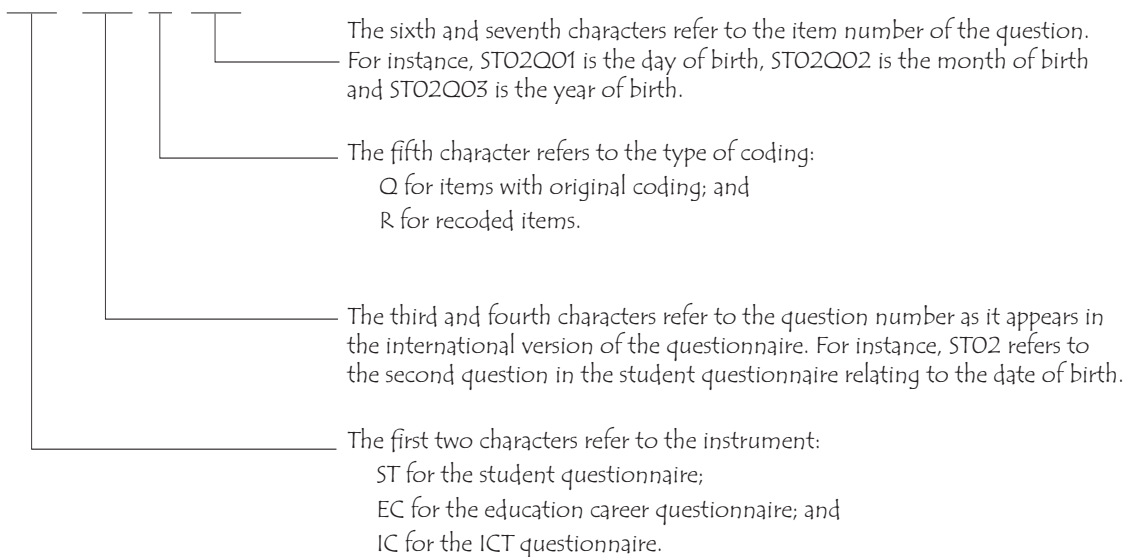 The sixth and seventh characters refer to the item number of the question.
For instance, ST02Q01 is the day of birth, ST02Q02 is the month of birth
and ST02Q03 is the year of birth.
The fifth character refers to the type of coding:
Q for items with original coding; and
R for recoded items.
The third and fourth characters refer to the question number as it appears in
the international version of the questionnaire. For instance, ST02 refers to
the second question in the student questionnaire relating to the date of birth.
The first two characters refer to the instrument:
ST for the student questionnaire;
EC for the education career questionnaire; and
IC for the ICT questionnaire.